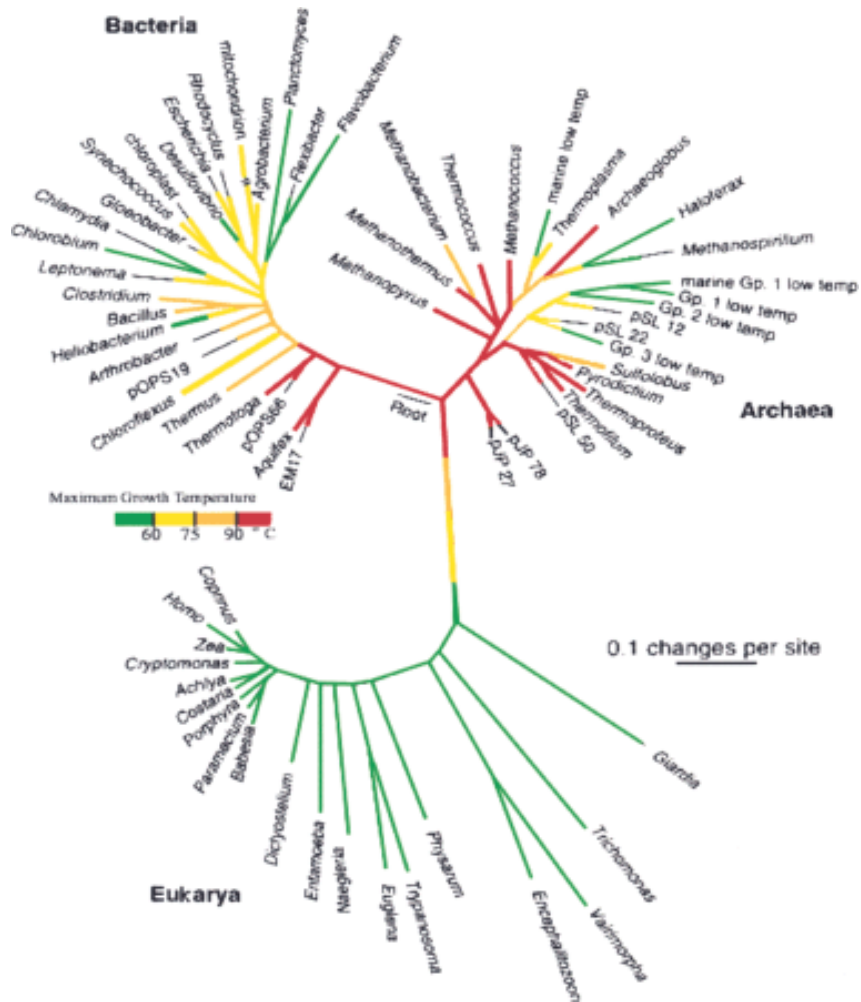 Bacteria
Planctomyces
Flavobacterium
Flexibacter
mitochondrion
Agrobacterium
Rhodocyclus
Escherichia
Desulfovibrio
chloroplast
Synechococcus
Gloeobacter
Chlamydia
Chlorobium
Leptonema
Clostridium
Bacillus
Heliobacterium
Arthrobacter
pOPS19
Chloroflexus
Thermus
Thermotoga
pOPS66
Aquifex
EM17
Root
Methanopyrus
Methanothermus
Methanobacterium
Thermococcus
Methanococcus
marine low temp
Thermoplasma
Archaeoglobus
Haloferax
Methanospirillum
marine Gp. 1 low temp
Gp. 1 low temp
Gp. 2 low temp
pSL 12
pSL 22
Gp. 3 low temp
Sulfolobus
Pyrodictium
Thermoproteus
Thermofilum
pSL 50
pJP 78
pJP 27
Archaea
Maximum Growth Temperature
60 75 90 ° C
0.1 changes per site
Coprinus
Homo
Zea
Cryptomonas
Achlya
Costaria
Porphyra
Paramecium
Babesia
Dictyostelium
Entamoeba
Naegleria
Euglena
Trypanosoma
Physarum
Encephalitozoon
Vairimorpha
Trichomonas
Giardia
Eukarya